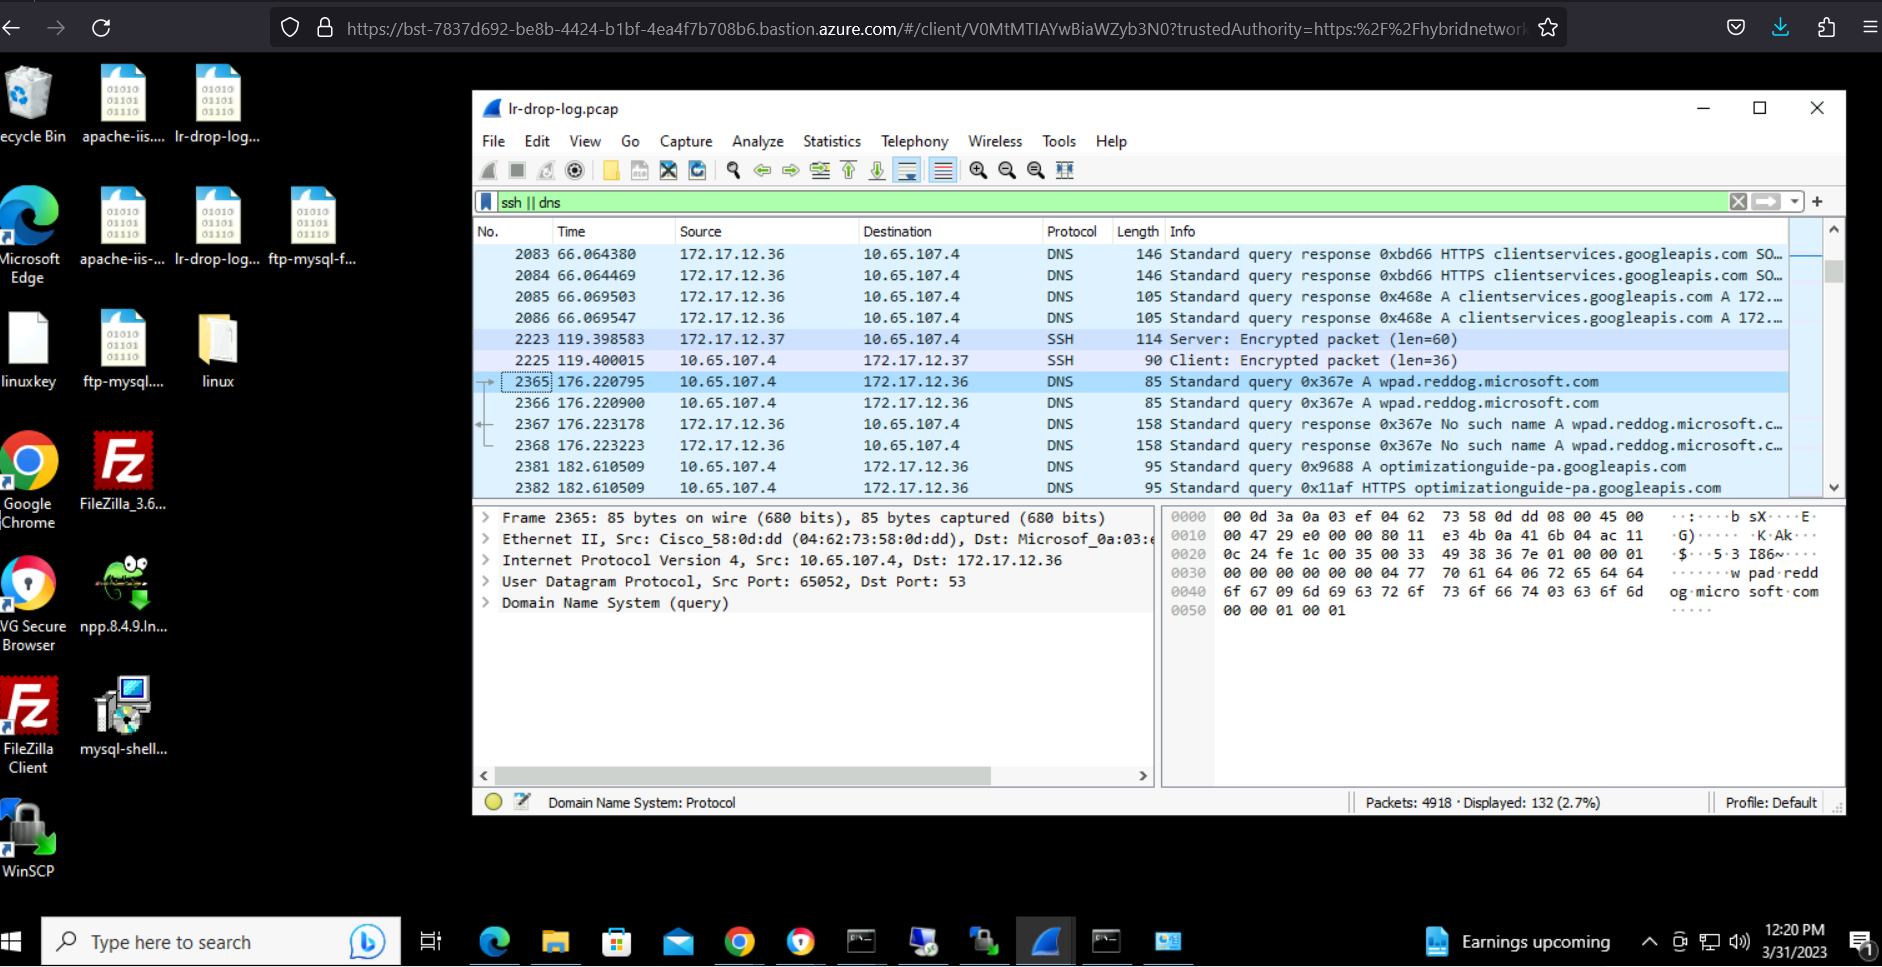 https://bst-7837d692-be8b-4424-b1bf-4ea4f7b708b6.bastion.azure.com/#/client/V0MtMTIAYwBiaWZyb3N0?trustedAuthority=https:%2F%2Fhybridnetwor
ecycle Bin
apache-iis....
lr-drop-log...
Microsoft
Edge
apache-iis-...
lr-drop-log...
ftp-mysql-f...
linuxkey
ftp-mysql....
linux
Google
Chrome
FileZilla_3.6...
VG Secure
Browser
npp.8.4.9.In...
FileZilla
Client
mysql-shell...
WinSCP
lr-drop-log.pcap
File Edit View Go Capture Analyze Statistics Telephony Wireless Tools Help
ssh || dns
No. Time Source Destination Protocol Length Info
2083 66.064380 172.17.12.36 10.65.107.4 DNS 146 Standard query response 0xbd66 HTTPS clientservices.googleapis.com SO...
2084 66.064469 172.17.12.36 10.65.107.4 DNS 146 Standard query response 0xbd66 HTTPS clientservices.googleapis.com SO...
2085 66.069503 172.17.12.36 10.65.107.4 DNS 105 Standard query response 0x468e A clientservices.googleapis.com A 172....
2086 66.069547 172.17.12.36 10.65.107.4 DNS 105 Standard query response 0x468e A clientservices.googleapis.com A 172....
2223 119.398583 172.17.12.37 10.65.107.4 SSH 114 Server: Encrypted packet (len=60)
2225 119.400015 10.65.107.4 172.17.12.37 SSH 90 Client: Encrypted packet (len=36)
2365 176.220795 10.65.107.4 172.17.12.36 DNS 85 Standard query 0x367e A wpad.reddog.microsoft.com
2366 176.220900 10.65.107.4 172.17.12.36 DNS 85 Standard query 0x367e A wpad.reddog.microsoft.com
2367 176.223178 172.17.12.36 10.65.107.4 DNS 158 Standard query response 0x367e No such name A wpad.reddog.microsoft.c...
2368 176.223223 172.17.12.36 10.65.107.4 DNS 158 Standard query response 0x367e No such name A wpad.reddog.microsoft.c...
2381 182.610509 10.65.107.4 172.17.12.36 DNS 95 Standard query 0x9688 A optimizationguide-pa.googleapis.com
2382 182.610509 10.65.107.4 172.17.12.36 DNS 95 Standard query 0x11af HTTPS optimizationguide-pa.googleapis.com
Frame 2365: 85 bytes on wire (680 bits), 85 bytes captured (680 bits)
Ethernet II, Src: Cisco_58:0d:dd (04:62:73:58:0d:dd), Dst: Microsof_0a:03:e
Internet Protocol Version 4, Src: 10.65.107.4, Dst: 172.17.12.36
User Datagram Protocol, Src Port: 65052, Dst Port: 53
Domain Name System (query)
0000 00 0d 3a 0a 03 ef 04 62 73 58 0d dd 08 00 45 00 ··:····b sX····E·
0010 00 47 29 e0 00 00 80 11 e3 4b 0a 41 6b 04 ac 11 ·G)····· ·K·Ak···
0020 0c 24 fe 1c 00 35 00 33 49 38 36 7e 01 00 00 01 ·$···5·3 I86~····
0030 00 00 00 00 00 00 04 77 70 61 64 06 72 65 64 64 ·······w pad·redd
0040 6f 67 09 6d 69 63 72 6f 73 6f 66 74 03 63 6f 6d og·micro soft·com
0050 00 00 01 00 01 ·····
Domain Name System: Protocol
Packets: 4918 · Displayed: 132 (2.7%)
Profile: Default
Type here to search
Earnings upcoming
12:20 PM
3/31/2023
1